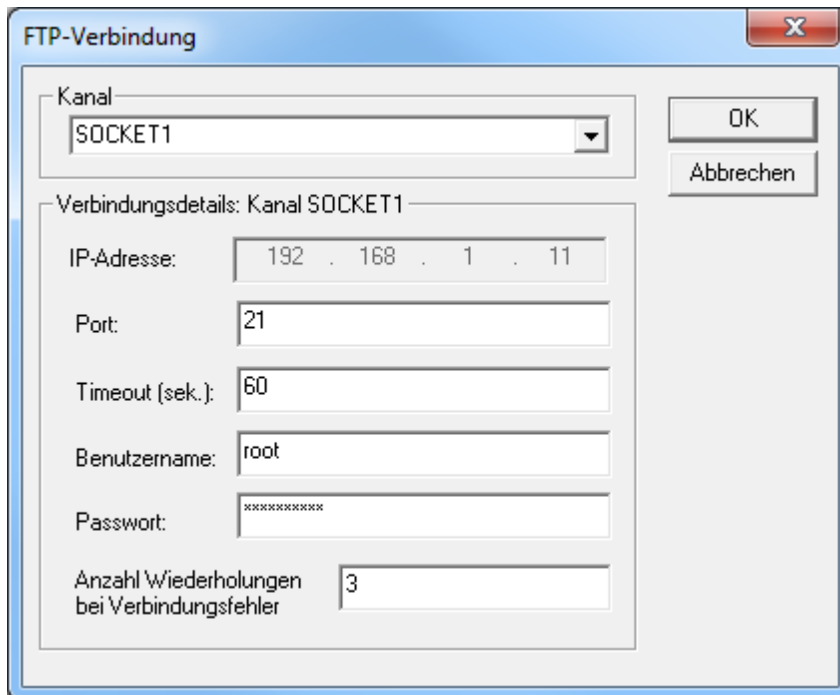 FTP-Verbindung
Kanal
SOCKET1
OK
Abbrechen
Verbindungsdetails: Kanal SOCKET1
IP-Adresse: 192 . 168 . 1 . 11
Port: 21
Timeout (sek.): 60
Benutzername: root
Passwort: **********
Anzahl Wiederholungen
bei Verbindungsfehler 3